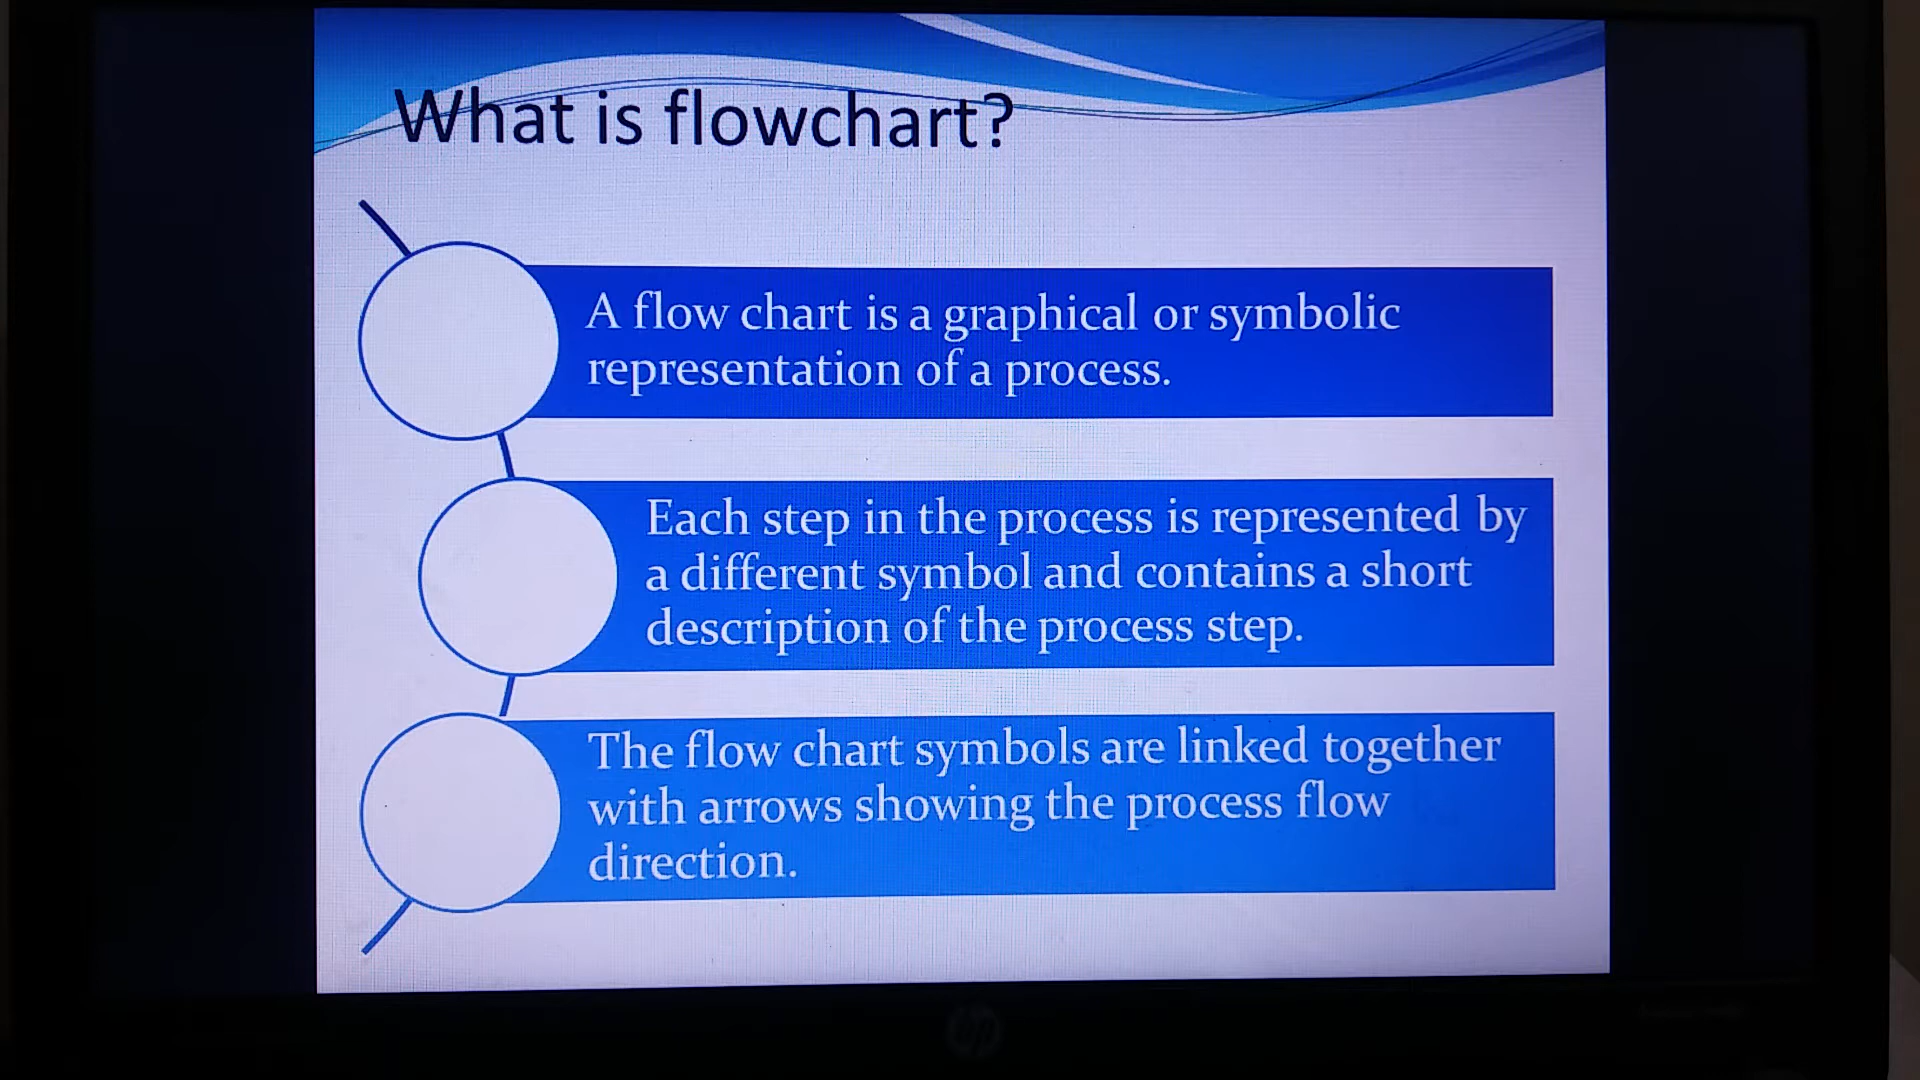 What is flowchart?
A flow chart is a graphical or symbolic
representation of a process.
Each step in the process is represented by
a different symbol and contains a short
description of the process step.
The flow chart symbols are linked together
with arrows showing the process flow
direction.
hp